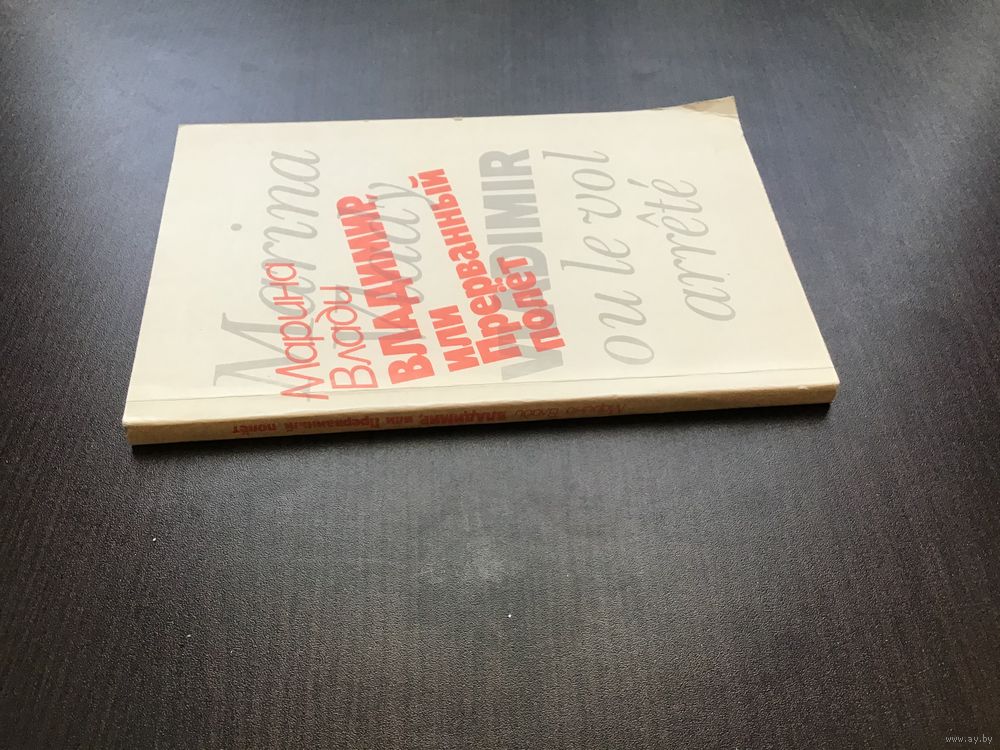 Marina
Vlady
VLADIMIR
ou le vol
arrêté
Марина
Влади
ВЛАДИМИР,
или
Прерванный
полёт
Марина Влади ВЛАДИМИР, или Прерванный полёт
www.ay.by